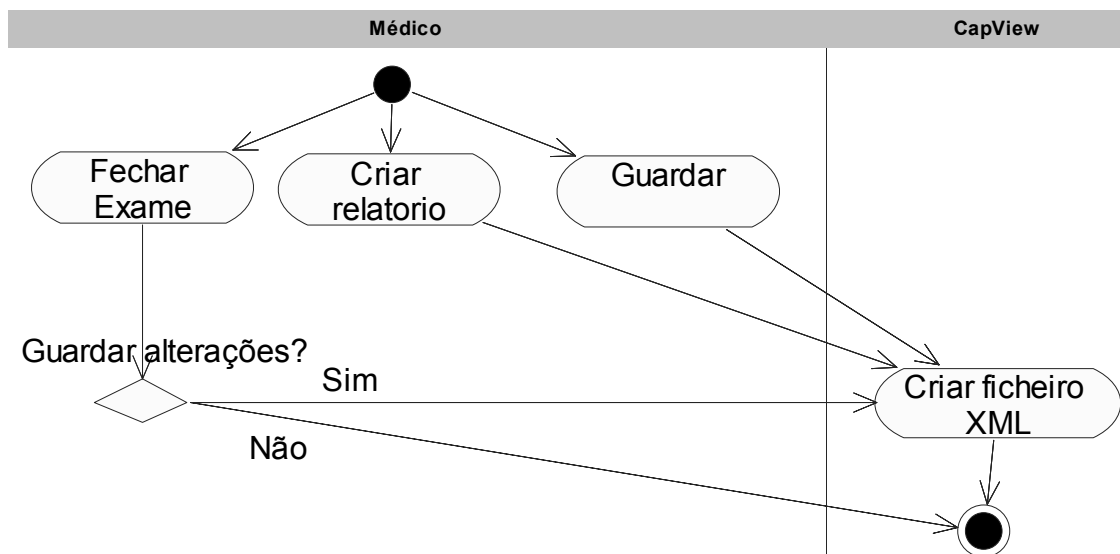 Médico
CapView
Fechar
Exame
Criar
relatorio
Guardar
Guardar alterações?
Sim
Não
Criar ficheiro
XML